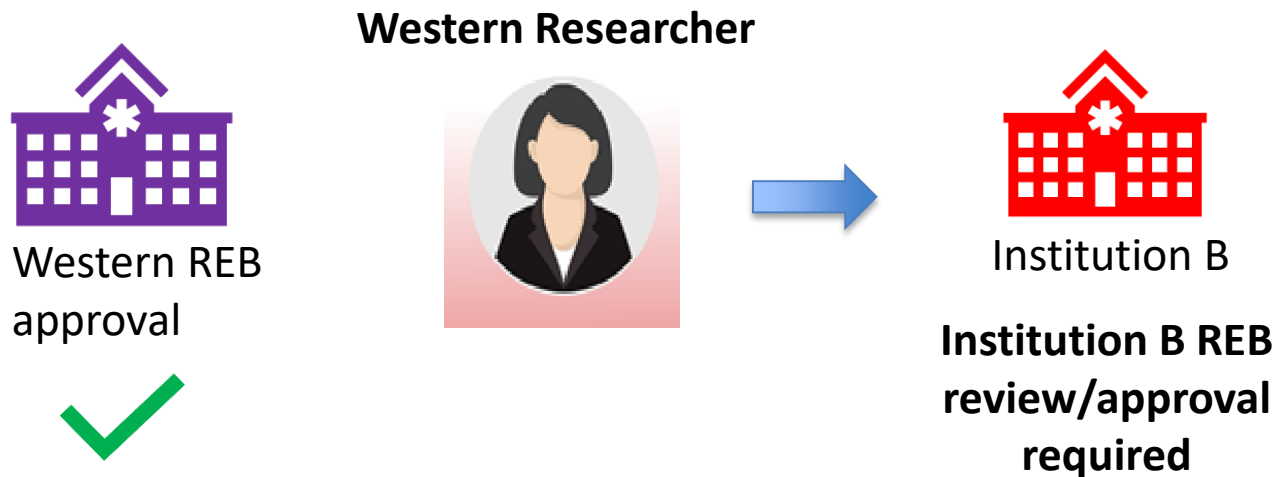 Western Researcher
Western REB
approval
Institution B
Institution B REB
review/approval
required